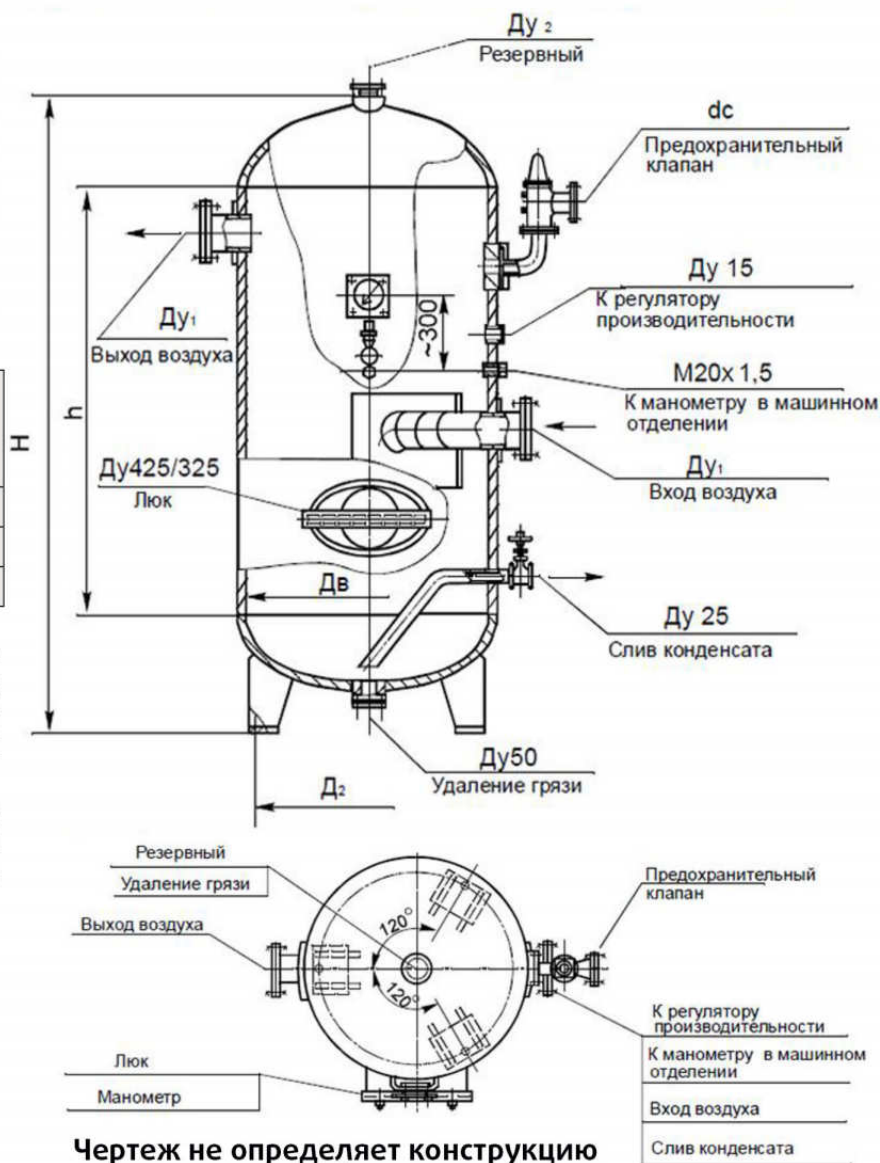 Ду 2
Резервный
dc
Предохранительный
клапан
Ду 15
К регулятору
производительности
Ду₁
Выход воздуха
~300
М20х 1,5
К манометру в машинном
отделении
H
h
Ду425/325
Люк
Ду₁
Вход воздуха
Дв
Ду 25
Слив конденсата
Ду50
Удаление грязи
Д₂
Резервный
Удаление грязи
Выход воздуха
120°
120°
Предохранительный
клапан
К регулятору
производительности
К манометру в машинном
отделении
Вход воздуха
Слив конденсата
Люк
Манометр
Чертеж не определяет конструкцию